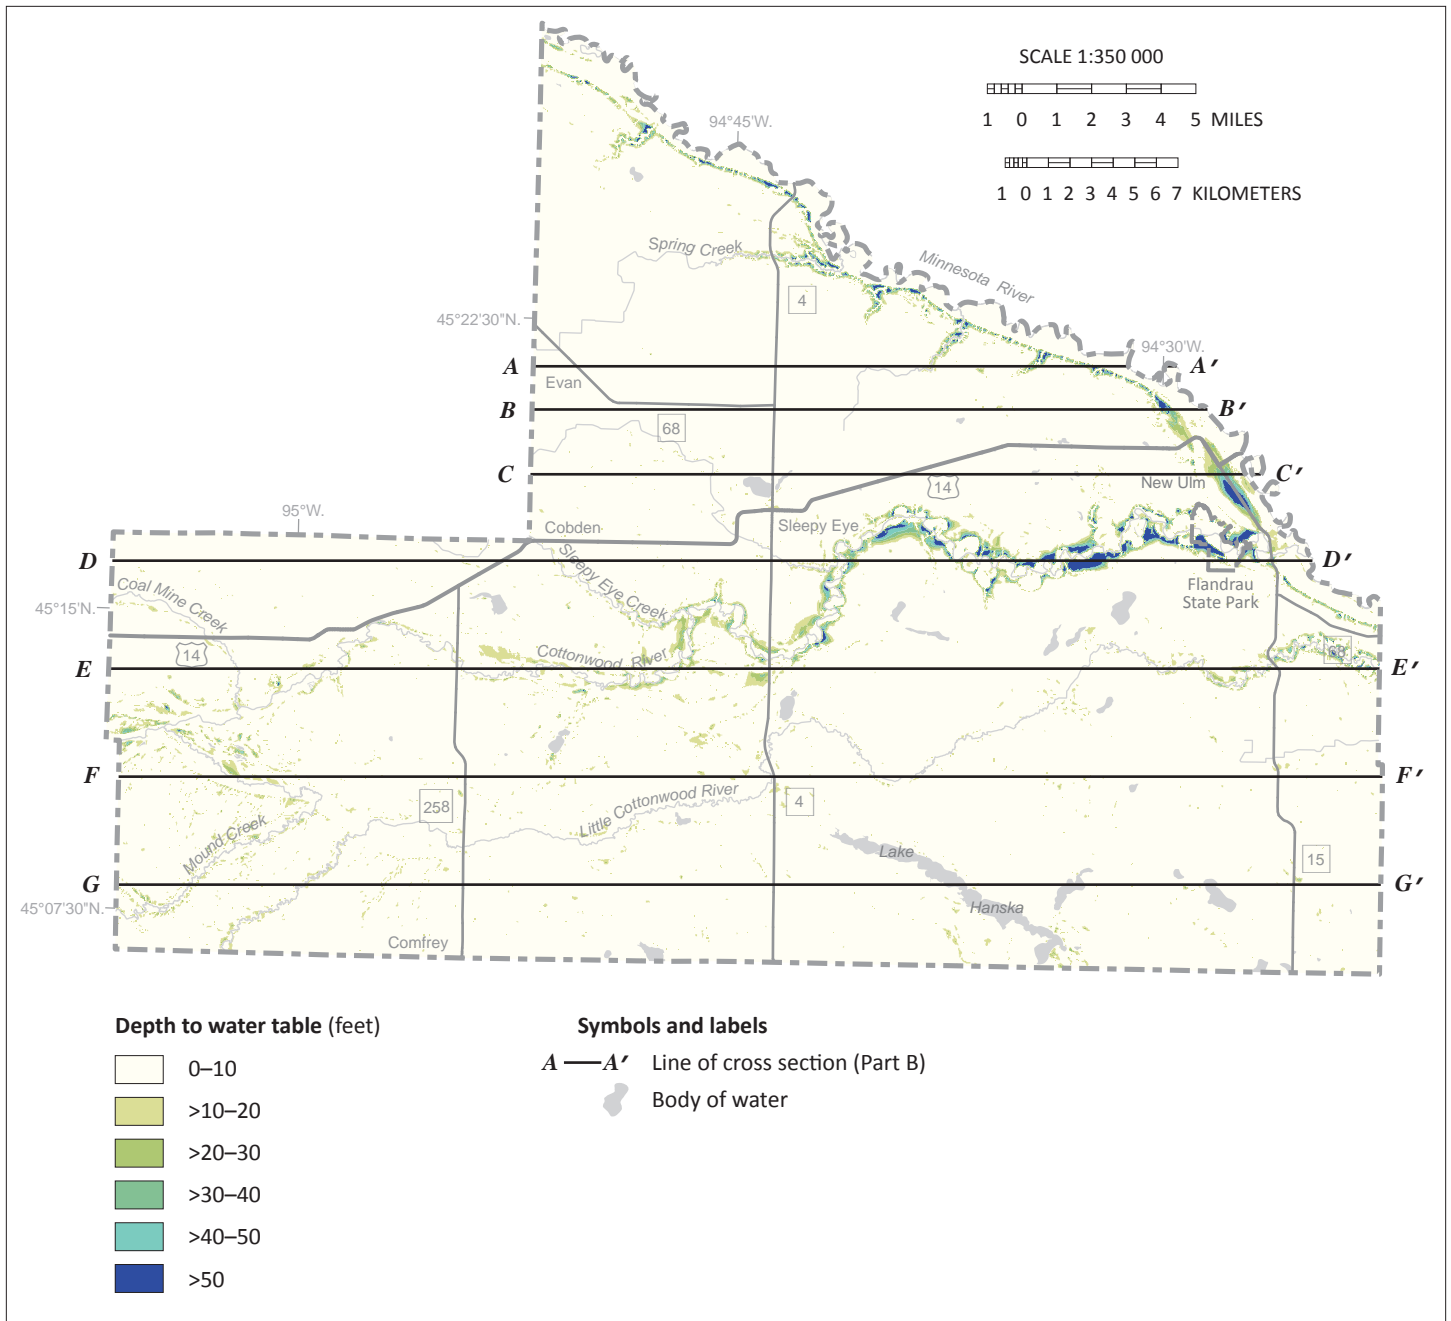 SCALE 1:350 000
1 0 1 2 3 4 5 MILES
1 0 1 2 3 4 5 6 7 KILOMETERS
94°45'W.
Spring Creek
Minnesota River
4
45°22'30"N.
94°30'W.
A
A′
Evan
B
B′
68
C
C′
14
New Ulm
95°W.
Cobden
Sleepy Eye
D
D′
Coal Mine Creek
Sleepy Eye Creek
Flandrau
State Park
45°15'N.
14
Cottonwood River
68
E
E′
F
F′
258
Little Cottonwood River
4
Mound Creek
Lake
15
G
G′
45°07'30"N.
Hanska
Comfrey
Depth to water table (feet)
0–10
>10–20
>20–30
>30–40
>40–50
>50
Symbols and labels
A — A′ Line of cross section (Part B)
Body of water